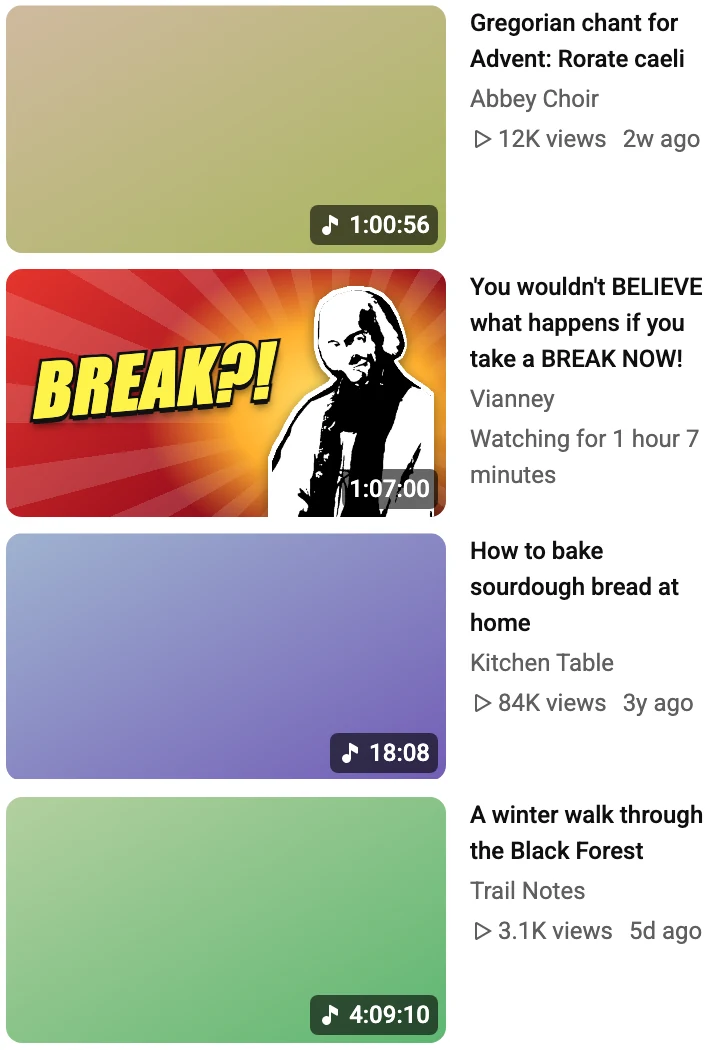 Gregorian chant for
Advent: Rorate caeli
Abbey Choir
12K views 2w ago
1:00:56
You wouldn't BELIEVE
what happens if you
take a BREAK NOW!
BREAK?!
Vianney
Watching for 1 hour 7
minutes
1:07:00
How to bake
sourdough bread at
home
Kitchen Table
84K views 3y ago
18:08
A winter walk through
the Black Forest
Trail Notes
3.1K views 5d ago
4:09:10